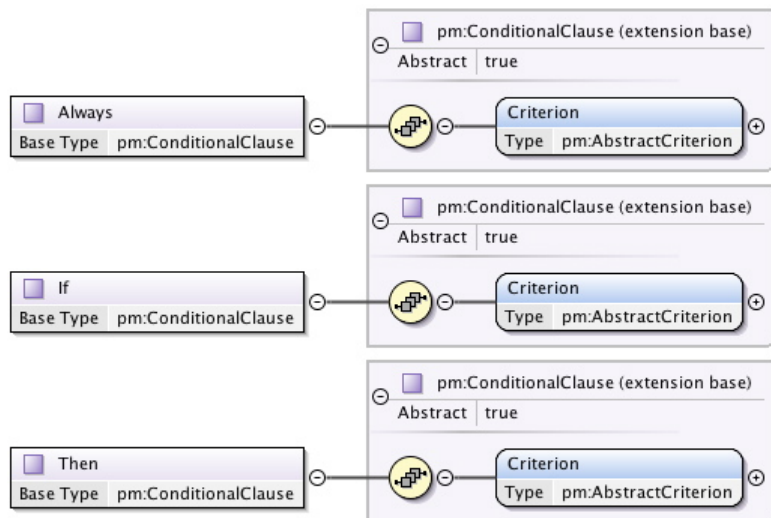 pm:ConditionalClause (extension base)
Abstract true
Always
Base Type pm:ConditionalClause
Criterion
Type pm:AbstractCriterion
pm:ConditionalClause (extension base)
Abstract true
If
Base Type pm:ConditionalClause
Criterion
Type pm:AbstractCriterion
pm:ConditionalClause (extension base)
Abstract true
Then
Base Type pm:ConditionalClause
Criterion
Type pm:AbstractCriterion